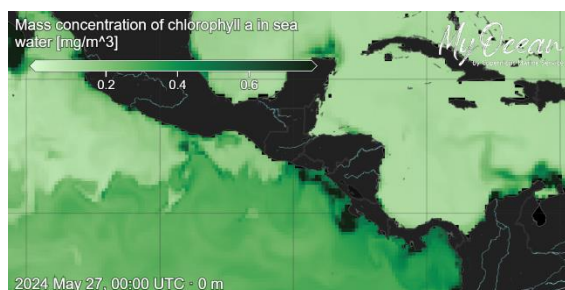 Mass concentration of chlorophyll a in sea
water [mg/m^3]
0.2 0.4 0.6
My Ocean
2024 May 27, 00:00 UTC · 0 m